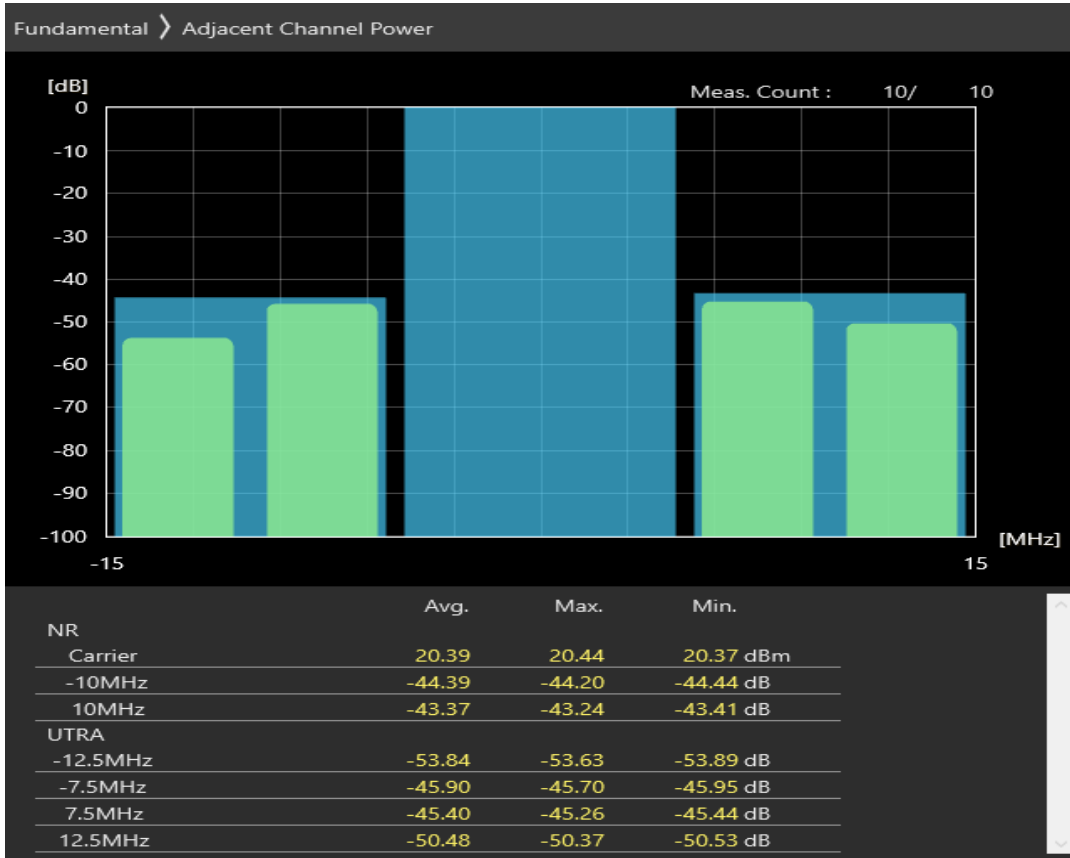 Fundamental ❭ Adjacent Channel Power
[dB]
Meas. Count : 10/ 10
0
-10
-20
-30
-40
-50
-60
-70
-80
-90
-100
[MHz]
-15 15
Avg. Max. Min.
NR
Carrier 20.39 20.44 20.37 dBm
-10MHz -44.39 -44.20 -44.44 dB
10MHz -43.37 -43.24 -43.41 dB
UTRA
-12.5MHz -53.84 -53.63 -53.89 dB
-7.5MHz -45.90 -45.70 -45.95 dB
7.5MHz -45.40 -45.26 -45.44 dB
12.5MHz -50.48 -50.37 -50.53 dB